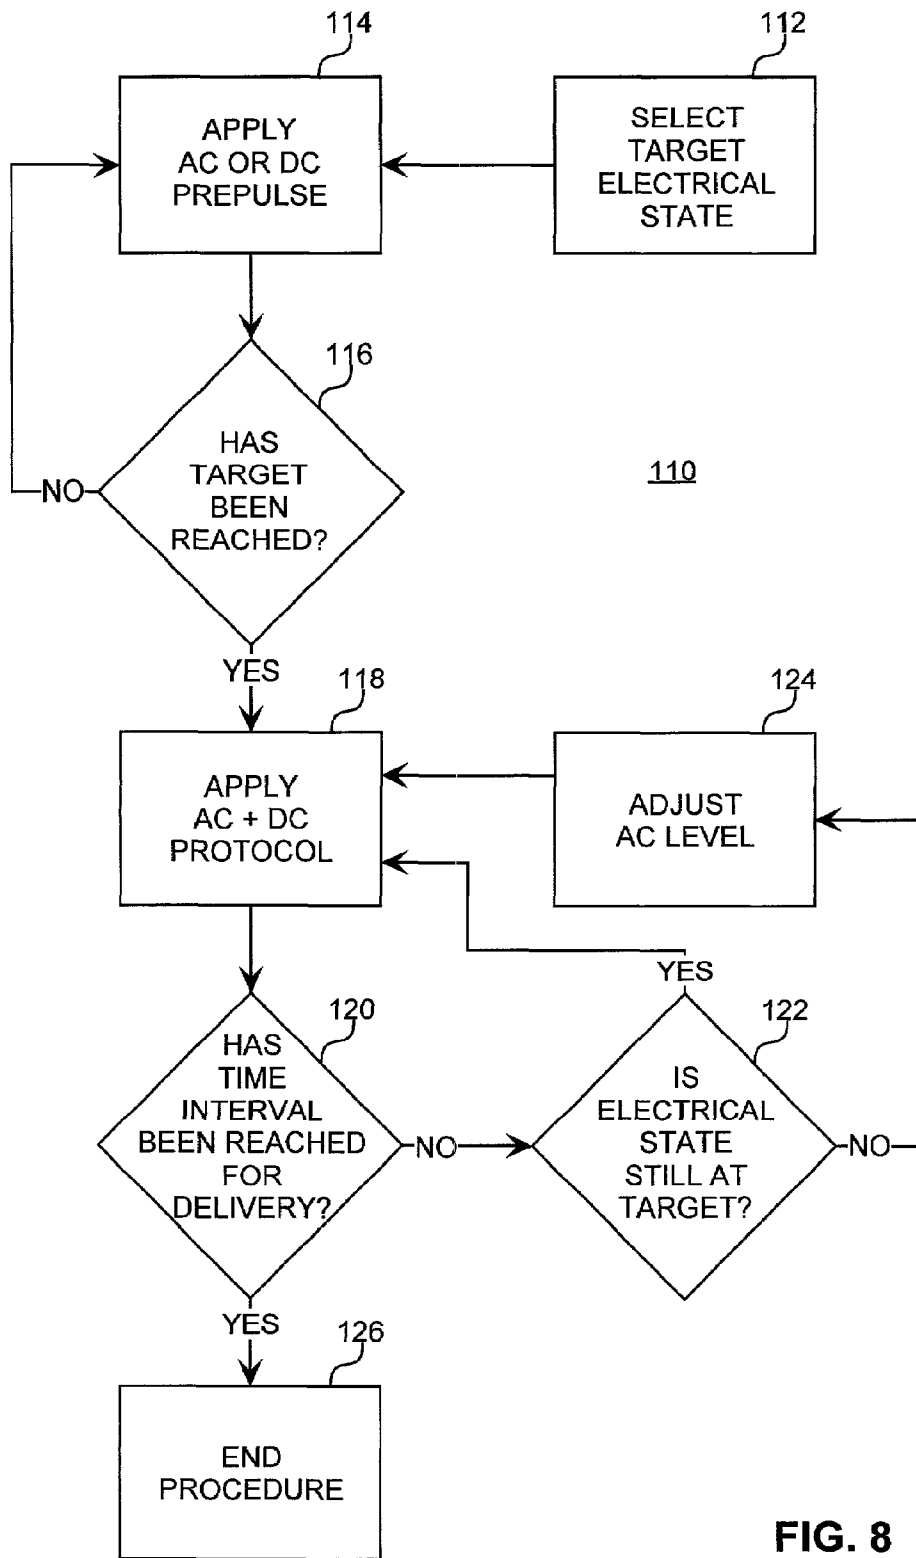 114
112
APPLY
AC OR DC
PREPULSE
SELECT
TARGET
ELECTRICAL
STATE
116
HAS
TARGET
BEEN
REACHED?
NO
110
YES
118
124
APPLY
AC + DC
PROTOCOL
ADJUST
AC LEVEL
YES
120
122
HAS
TIME
INTERVAL
BEEN REACHED
FOR
DELIVERY?
NO
IS
ELECTRICAL
STATE
STILL AT
TARGET?
NO
YES
126
END
PROCEDURE
FIG. 8